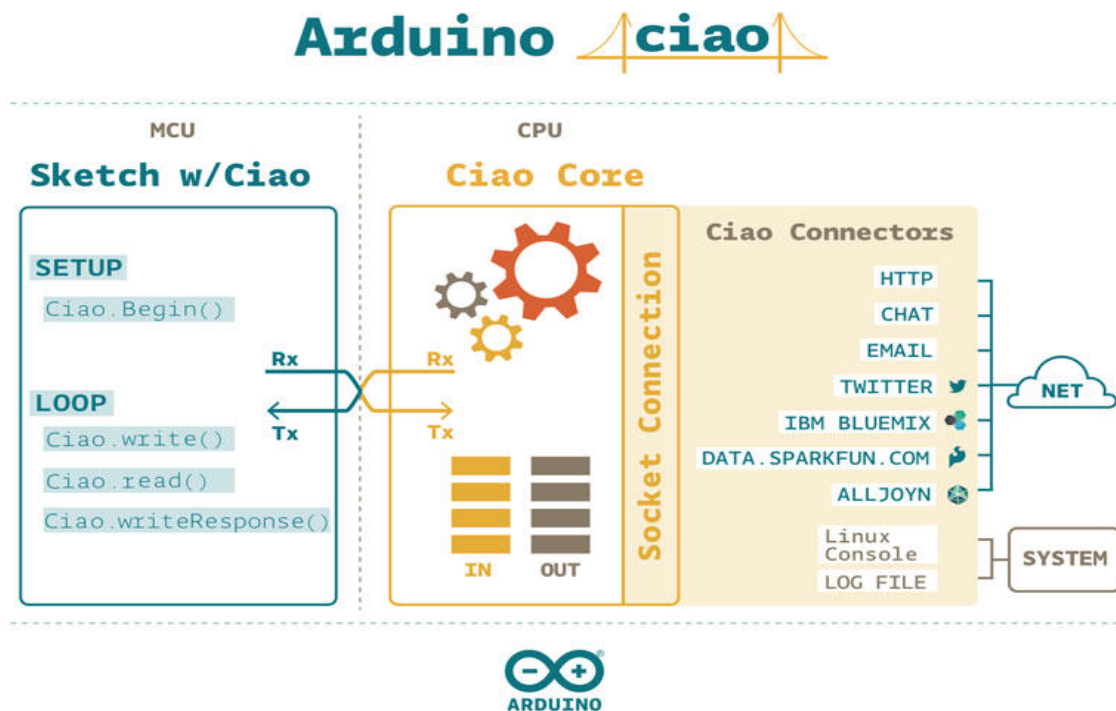 Arduino ciao
MCU
CPU
Sketch w/Ciao
Ciao Core
SETUP
Ciao.Begin()
LOOP
Ciao.write()
Ciao.read()
Ciao.writeResponse()
Rx
Tx
Rx
Tx
IN
OUT
Socket Connection
Ciao Connectors
HTTP
CHAT
EMAIL
TWITTER
IBM BLUEMIX
DATA.SPARKFUN.COM
ALLJOYN
Linux
Console
LOG FILE
NET
SYSTEM
ARDUINO